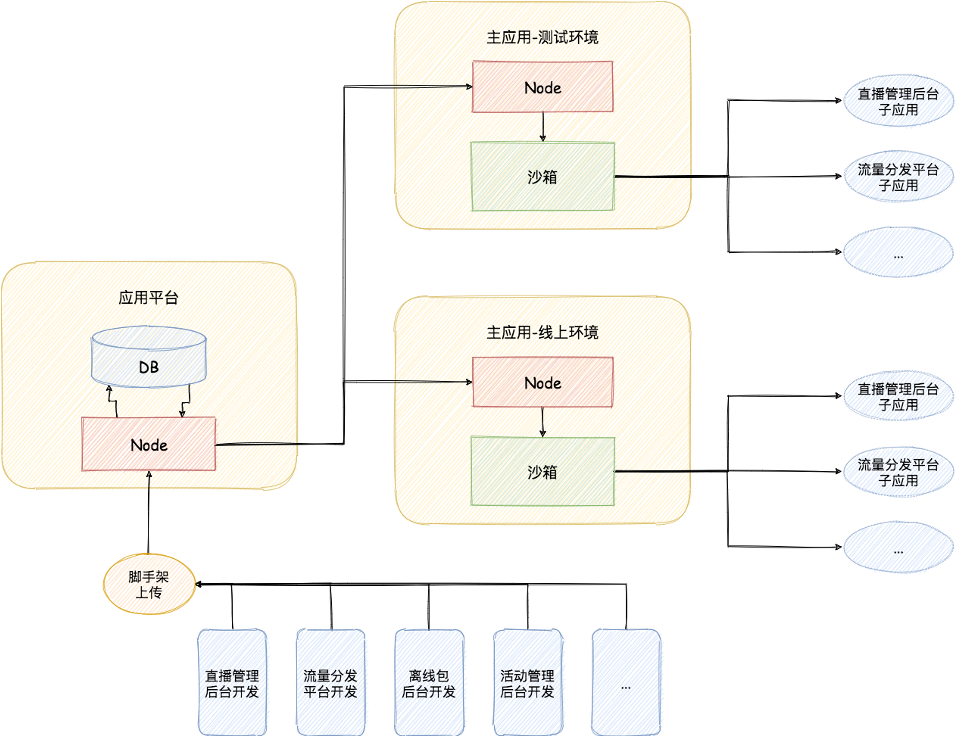 主应用-测试环境
Node
沙箱
直播管理后台
子应用
流量分发平台
子应用
...
应用平台
DB
Node
主应用-线上环境
Node
沙箱
直播管理后台
子应用
流量分发平台
子应用
...
脚手架
上传
直播管理
后台开发
流量分发
平台开发
离线包
后台开发
活动管理
后台开发
...